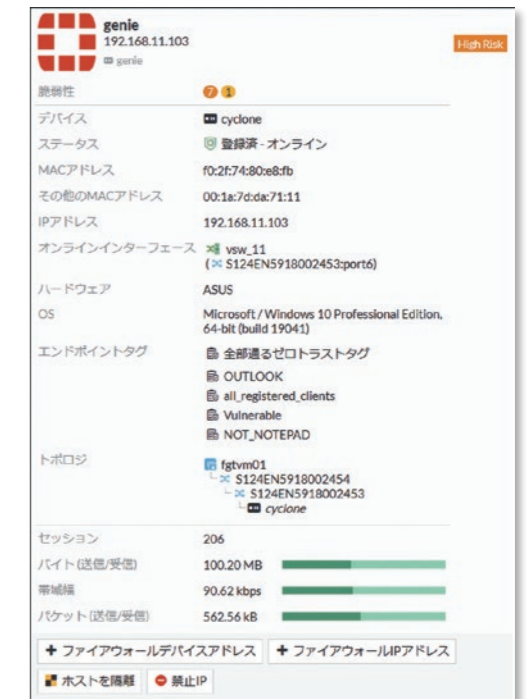 genie
192.168.11.103
genie
High Risk
脆弱性 7 1
デバイス cyclone
ステータス 登録済 - オンライン
MACアドレス f0:2f:74:80:e8:fb
その他のMACアドレス 00:1a:7d:da:71:11
IPアドレス 192.168.11.103
オンラインインターフェース vsw_11
( S124EN5918002453:port6)
ハードウェア ASUS
OS Microsoft / Windows 10 Professional Edition,
64-bit (build 19041)
エンドポイントタグ 全部通るゼロトラストタグ
OUTLOOK
all_registered_clients
Vulnerable
NOT_NOTEPAD
トポロジ fgtvm01
S124EN5918002454
S124EN5918002453
cyclone
セッション 206
バイト (送信/受信) 100.20 MB
帯域幅 90.62 kbps
パケット (送信/受信) 562.56 kB
+ ファイアウォールデバイスアドレス + ファイアウォールIPアドレス
ホストを隔離 禁止IP